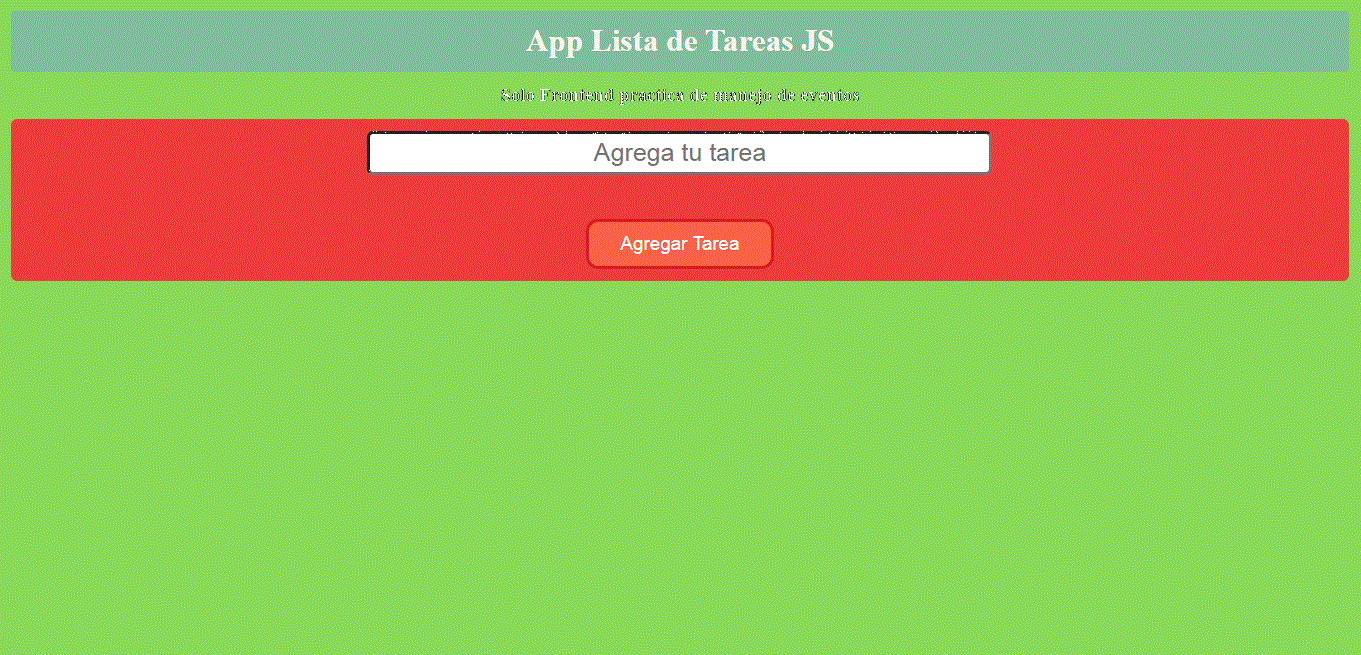 App Lista de Tareas JS
Solo Frontend practica de manejo de eventos
Agrega tu tarea
Agregar Tarea